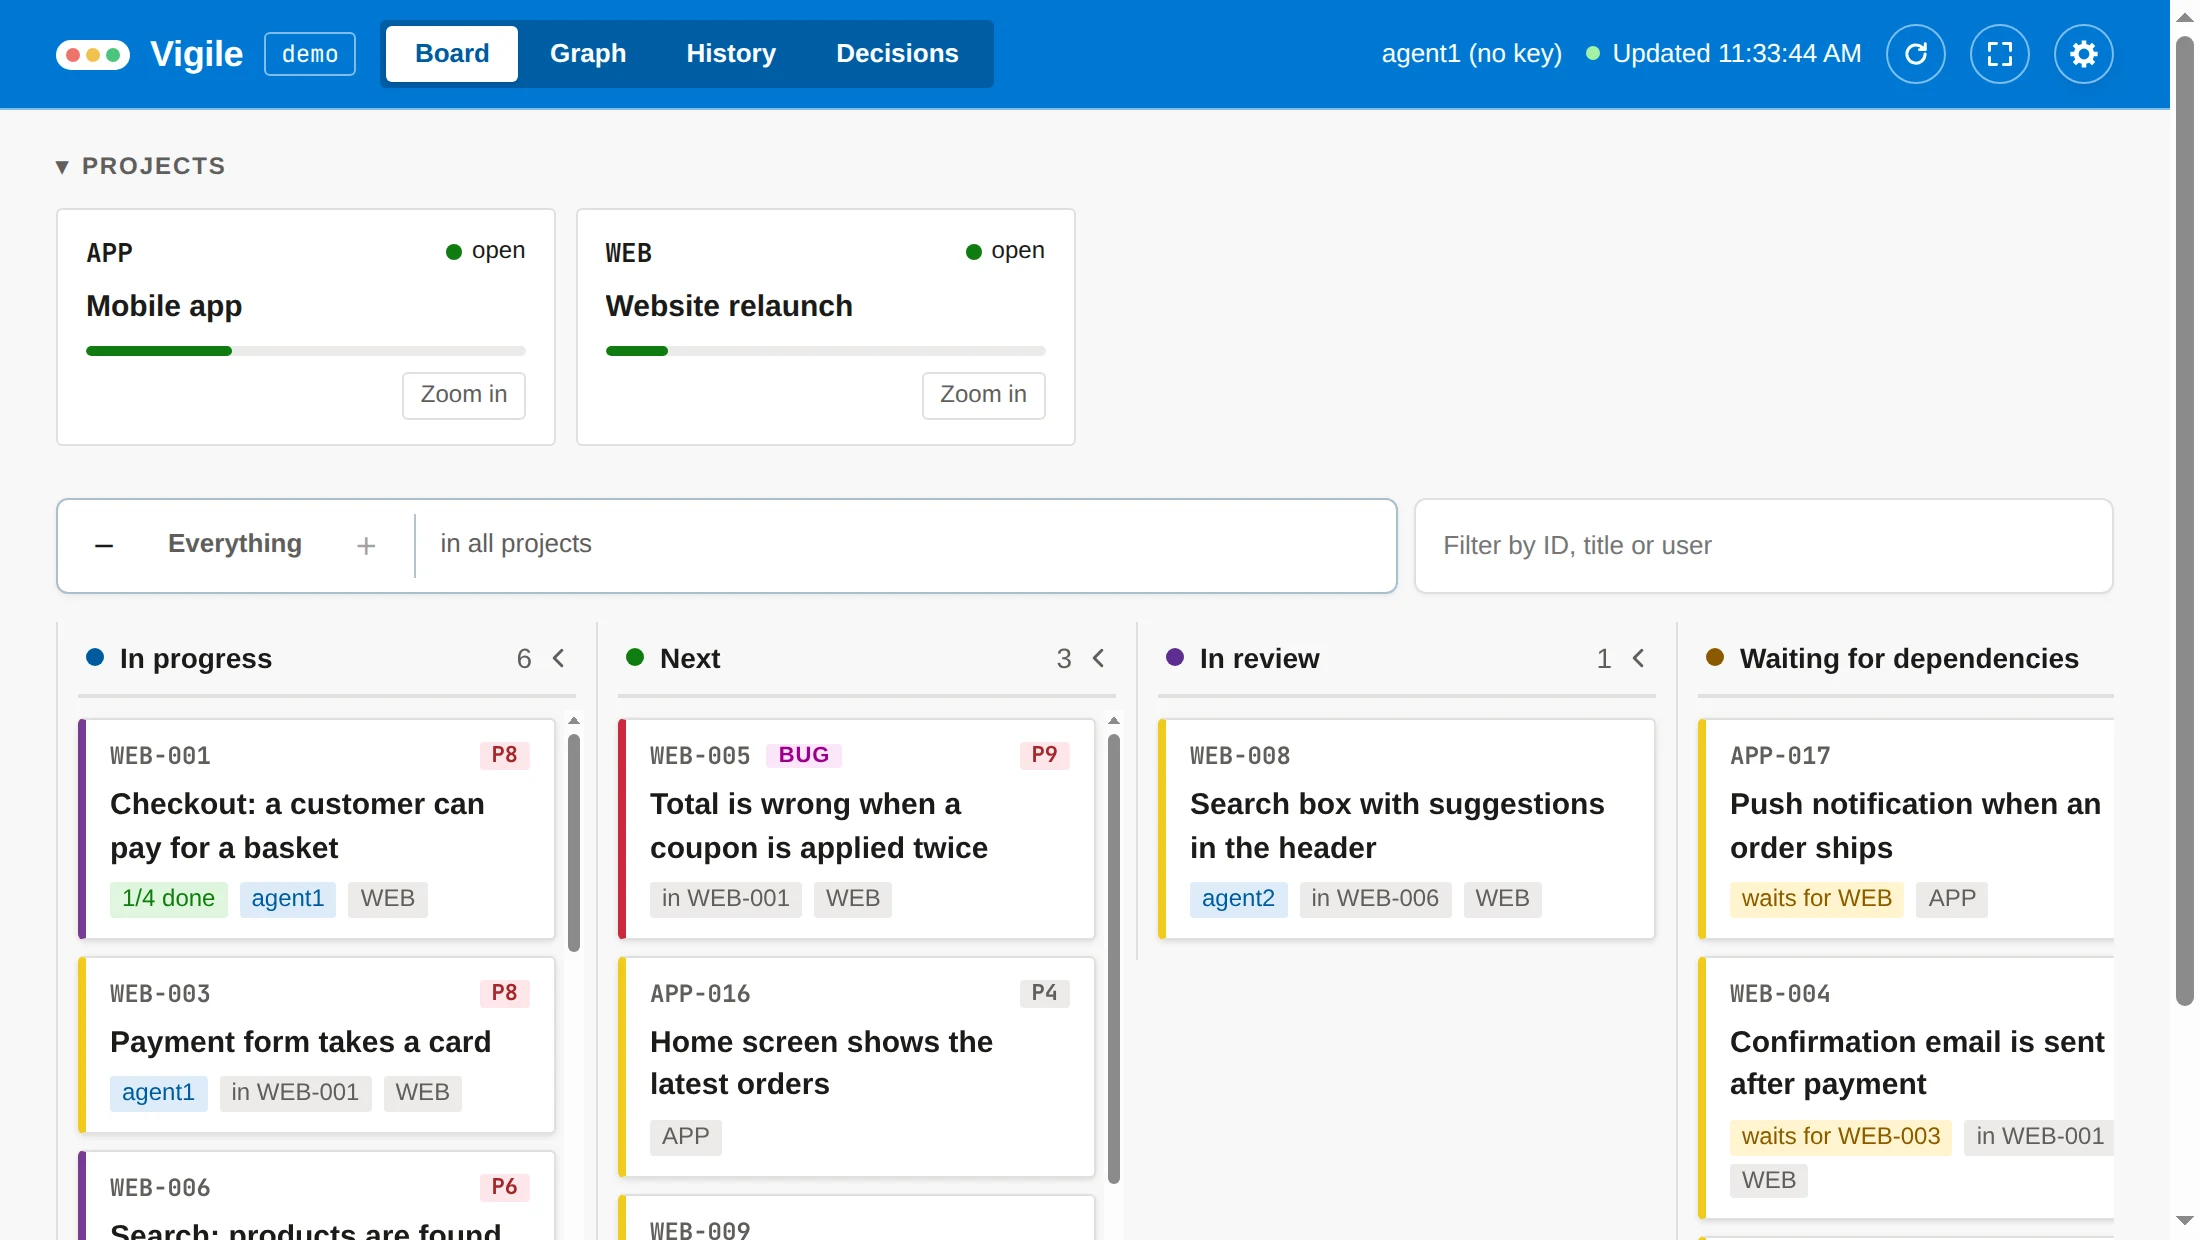 Vigile
demo
Board
Graph
History
Decisions
agent1 (no key)
Updated 11:33:44 AM
▼ PROJECTS
APP
open
Mobile app
Zoom in
WEB
open
Website relaunch
Zoom in
− Everything +
in all projects
Filter by ID, title or user
In progress 6
WEB-001 P8
Checkout: a customer can
pay for a basket
1/4 done agent1 WEB
WEB-003 P8
Payment form takes a card
agent1 in WEB-001 WEB
WEB-006 P6
Search: products are found
Next 3
WEB-005 BUG P9
Total is wrong when a
coupon is applied twice
in WEB-001 WEB
APP-016 P4
Home screen shows the
latest orders
APP
WEB-009
In review 1
WEB-008
Search box with suggestions
in the header
agent2 in WEB-006 WEB
Waiting for dependencies
APP-017
Push notification when an
order ships
waits for WEB APP
WEB-004
Confirmation email is sent
after payment
waits for WEB-003 in WEB-001
WEB